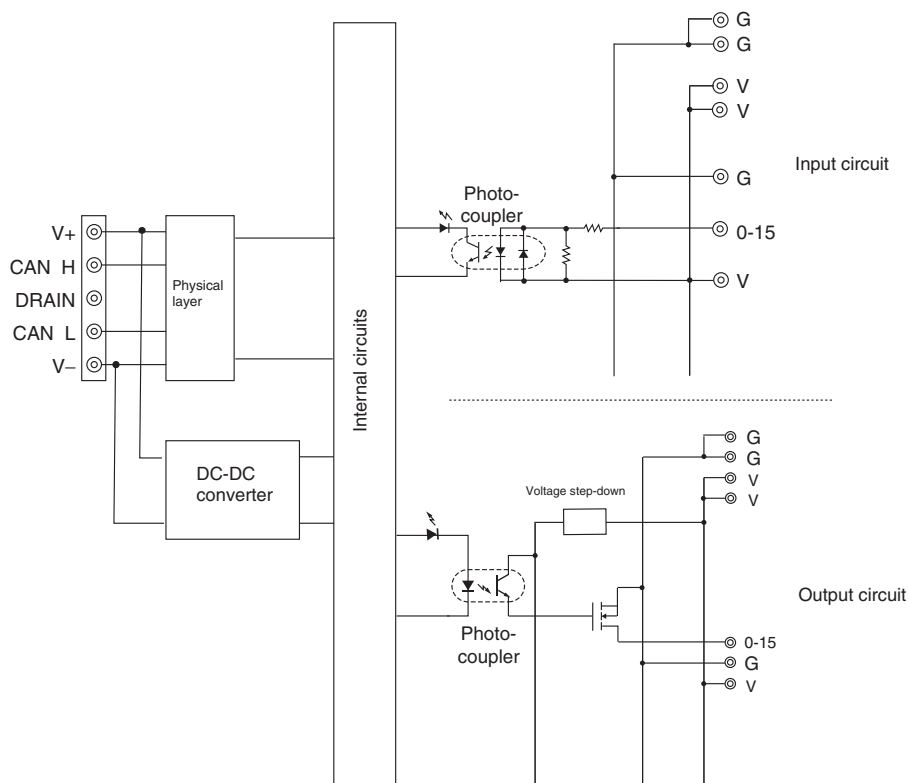 V+
CAN H
DRAIN
CAN L
V–
Physical
layer
DC-DC
converter
Internal circuits
Photo-
coupler
G
G
V
V
G
0-15
V
Input circuit
Voltage step-down
Photo-
coupler
G
G
V
V
0-15
G
V
Output circuit